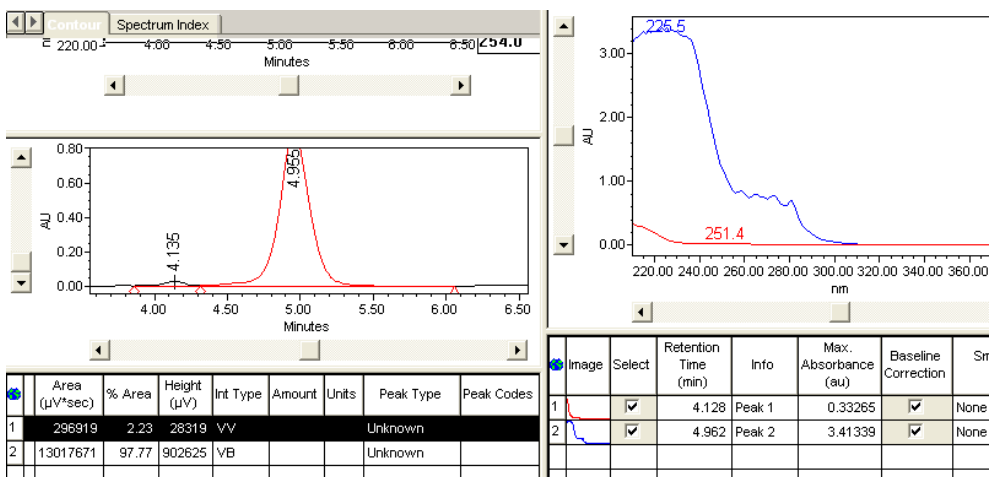 Contour Spectrum Index
220.00 4.00 4.50 5.00 5.50 6.00 6.50 254.0
Minutes
0.80
0.60
0.40
0.20
0.00
AU
4.135
4.955
4.00 4.50 5.00 5.50 6.00 6.50
Minutes
Area (µV*sec) % Area Height (µV) Int Type Amount Units Peak Type Peak Codes
1 296919 2.23 28319 VV Unknown
2 13017671 97.77 902625 VB Unknown
225.5
3.00
2.00
1.00
0.00
AU
251.4
220.00 240.00 260.00 280.00 300.00 320.00 340.00 360.00
nm
Image Select Retention Time (min) Info Max. Absorbance (au) Baseline Correction
1 4.128 Peak 1 0.33265 None
2 4.962 Peak 2 3.41339 None